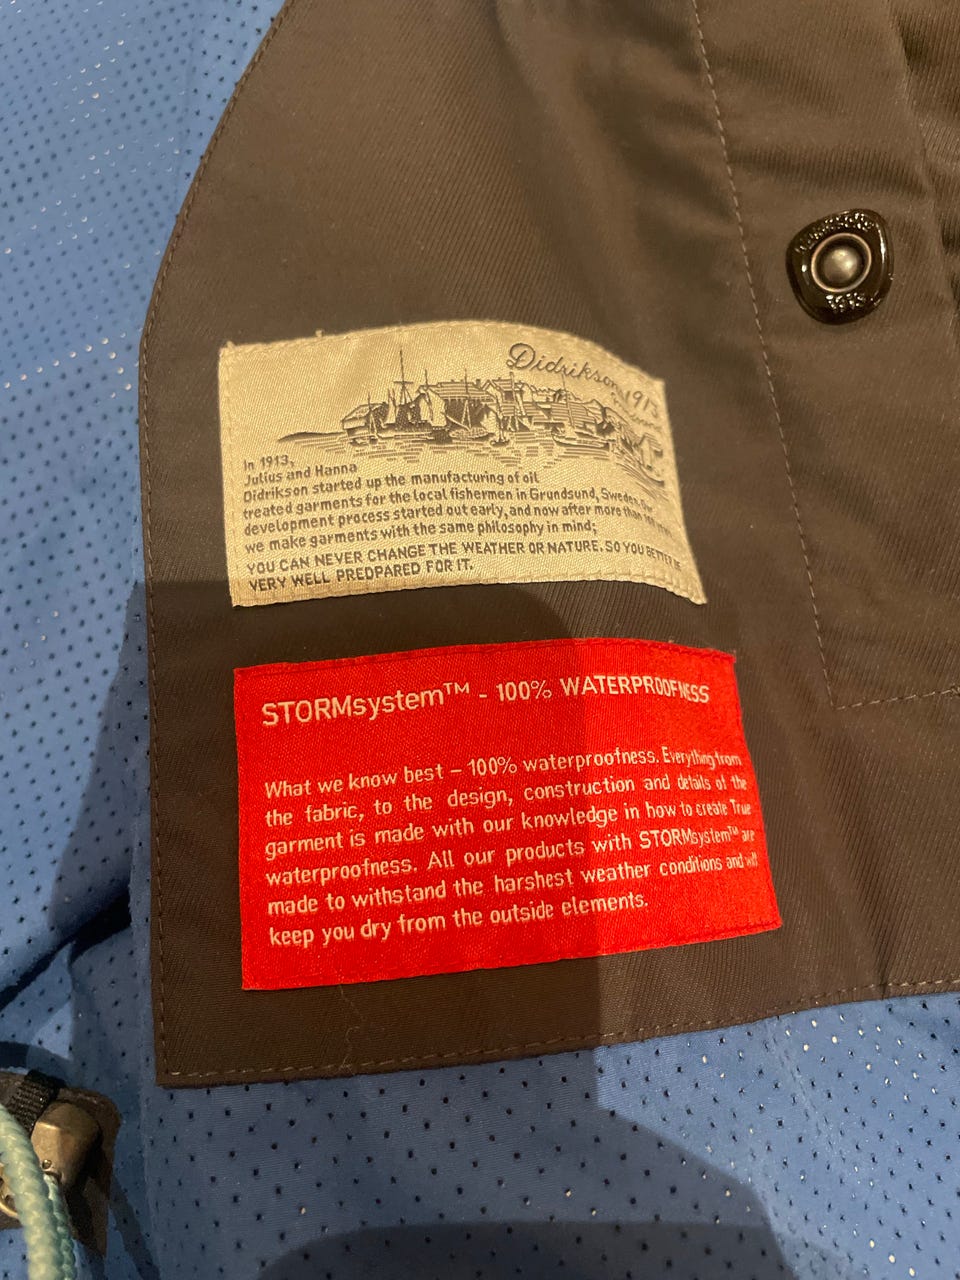 Didrikson 1913
In 1913,
Julius and Hanna
Didrikson started up the manufacturing of oil
treated garments for the local fishermen in Grundsund, Sweden. Our
development process started out early, and now after more than
we make garments with the same philosophy in mind;
YOU CAN NEVER CHANGE THE WEATHER OR NATURE. SO YOU BETTER BE
VERY WELL PREDPARED FOR IT.
STORMsystem™ - 100% WATERPROOFNESS
What we know best – 100% waterproofness. Everything from
the fabric, to the design, construction and details of the
garment is made with our knowledge in how to create True
waterproofness. All our products with STORMsystem™ are
made to withstand the harshest weather conditions and will
keep you dry from the outside elements.
1913